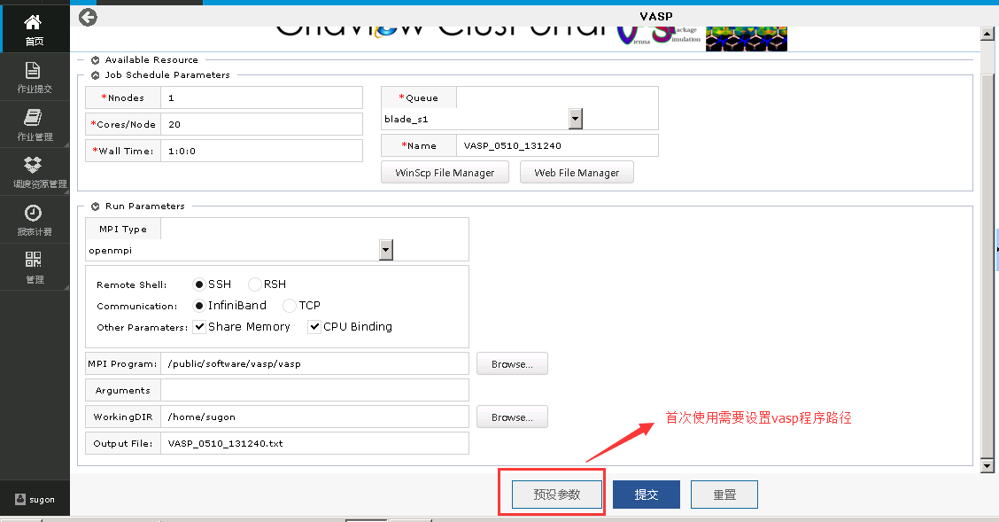 VASP
Gridview ClusPortal
ienna
ackage
imulation
首页
作业提交
作业管理
调度资源管理
报表计费
管理
sugon
Available Resource
Job Schedule Parameters
*Nnodes 1
*Queue
*Cores/Node 20
blade_s1
*Wall Time: 1:0:0
*Name VASP_0510_131240
WinScp File Manager Web File Manager
Run Parameters
MPI Type
openmpi
Remote Shell: SSH RSH
Communication: InfiniBand TCP
Other Paramaters: Share Memory CPU Binding
MPI Program: /public/software/vasp/vasp Browse...
Arguments
WorkingDIR /home/sugon Browse...
Output File: VASP_0510_131240.txt
首次使用需要设置vasp程序路径
预设参数 提交 重置